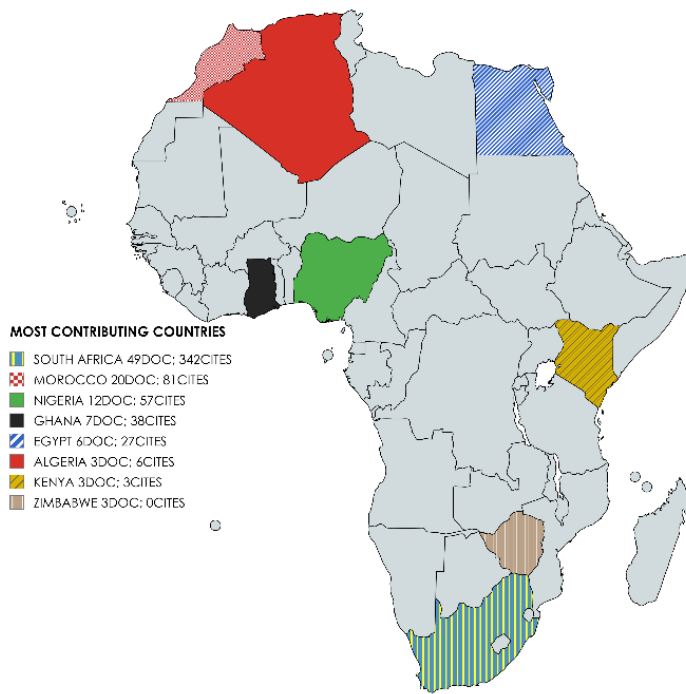 MOST CONTRIBUTING COUNTRIES
SOUTH AFRICA 49DOC; 342CITES
MOROCCO 20DOC; 81CITES
NIGERIA 12DOC; 57CITES
GHANA 7DOC; 38CITES
EGYPT 6DOC; 27CITES
ALGERIA 3DOC; 6CITES
KENYA 3DOC; 3CITES
ZIMBABWE 3DOC; 0CITES